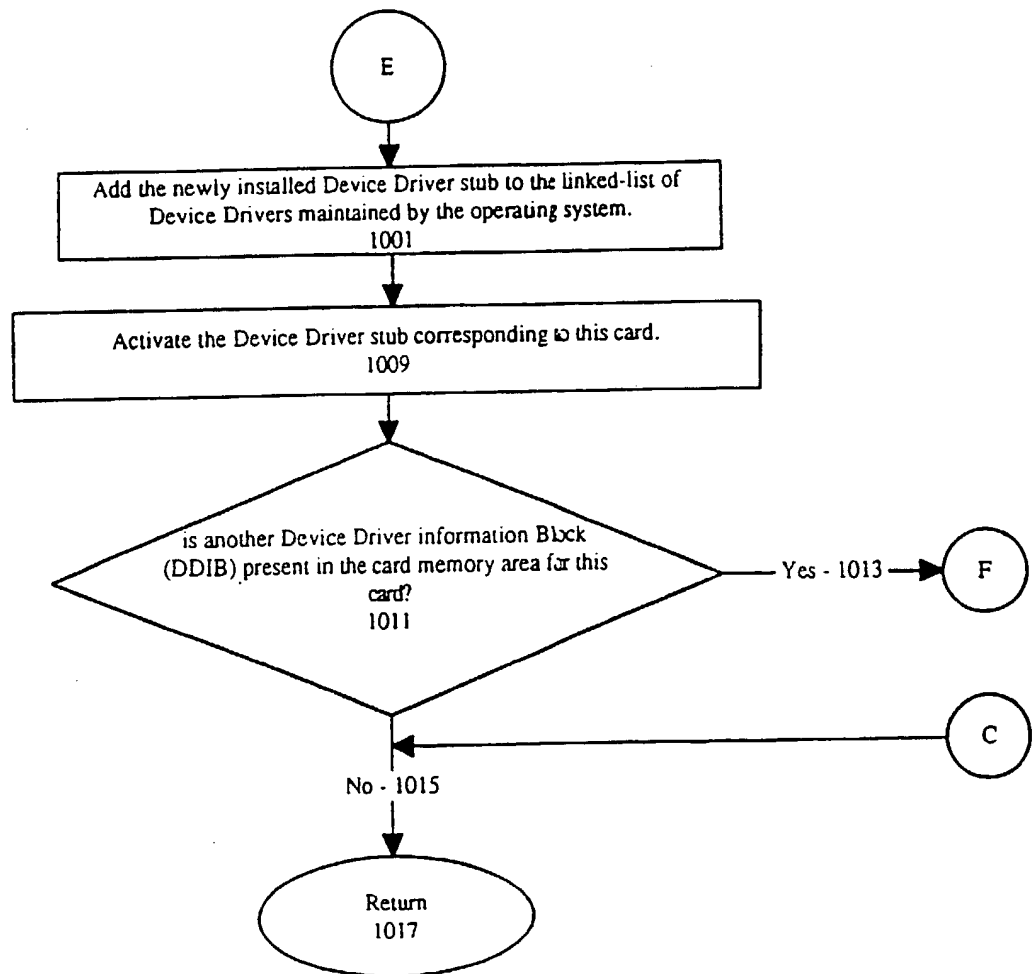 E
Add the newly installed Device Driver stub to the linked-list of
Device Drivers maintained by the operating system.
1001
Activate the Device Driver stub corresponding to this card.
1009
is another Device Driver information Block
(DDIB) present in the card memory area for this
card?
1011
Yes - 1013
F
C
No - 1015
Return
1017